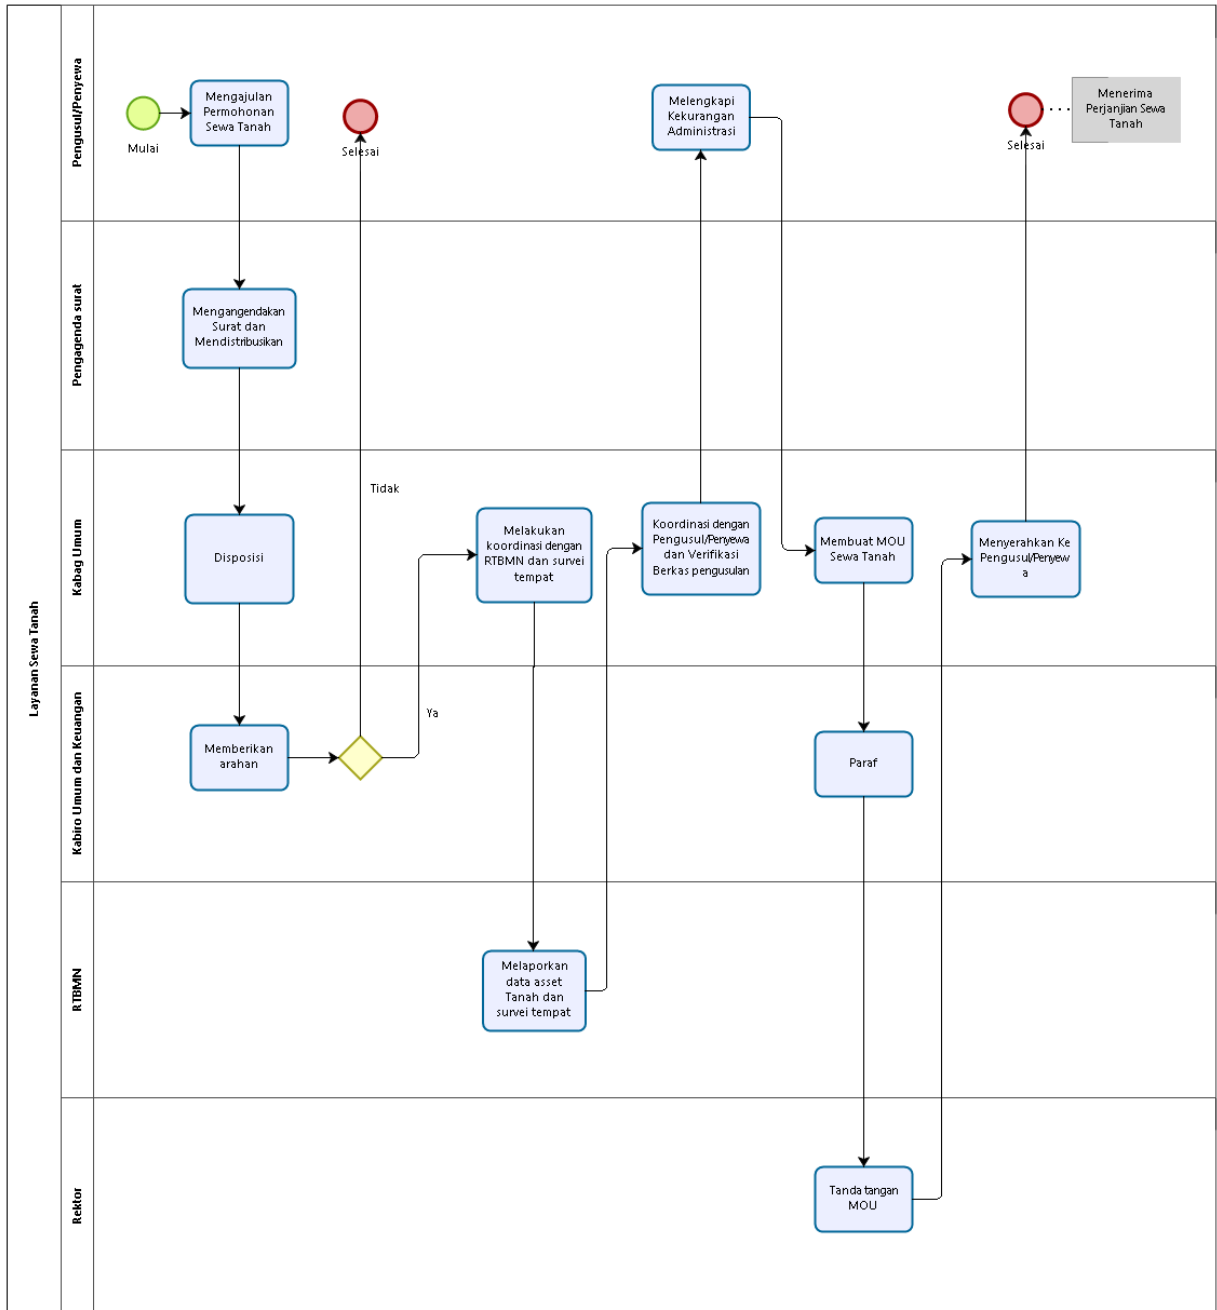 Layanan Sewa Tanah
Pengusul/Penyewa
Mulai
Mengajulan
Permohonan
Sewa Tanah
Selesai
Melengkapi
Kekurangan
Administrasi
Selesai
Menerima
Perjanjian Sewa
Tanah
Pengagenda surat
Mengangendakan
Surat dan
Mendistribusikan
Kabag Umum
Disposisi
Tidak
Melakukan
koordinasi dengan
RTBMN dan survei
tempat
Koordinasi dengan
Pengusul/Penyewa
dan Verifikasi
Berkas pengusulan
Membuat MOU
Sewa Tanah
Menyerahkan Ke
Pengusul/Penyew
a
Kabiro Umum dan Keuangan
Memberikan
arahan
Ya
Paraf
RTBMN
Melaporkan
data asset
Tanah dan
survei tempat
Rektor
Tanda tangan
MOU